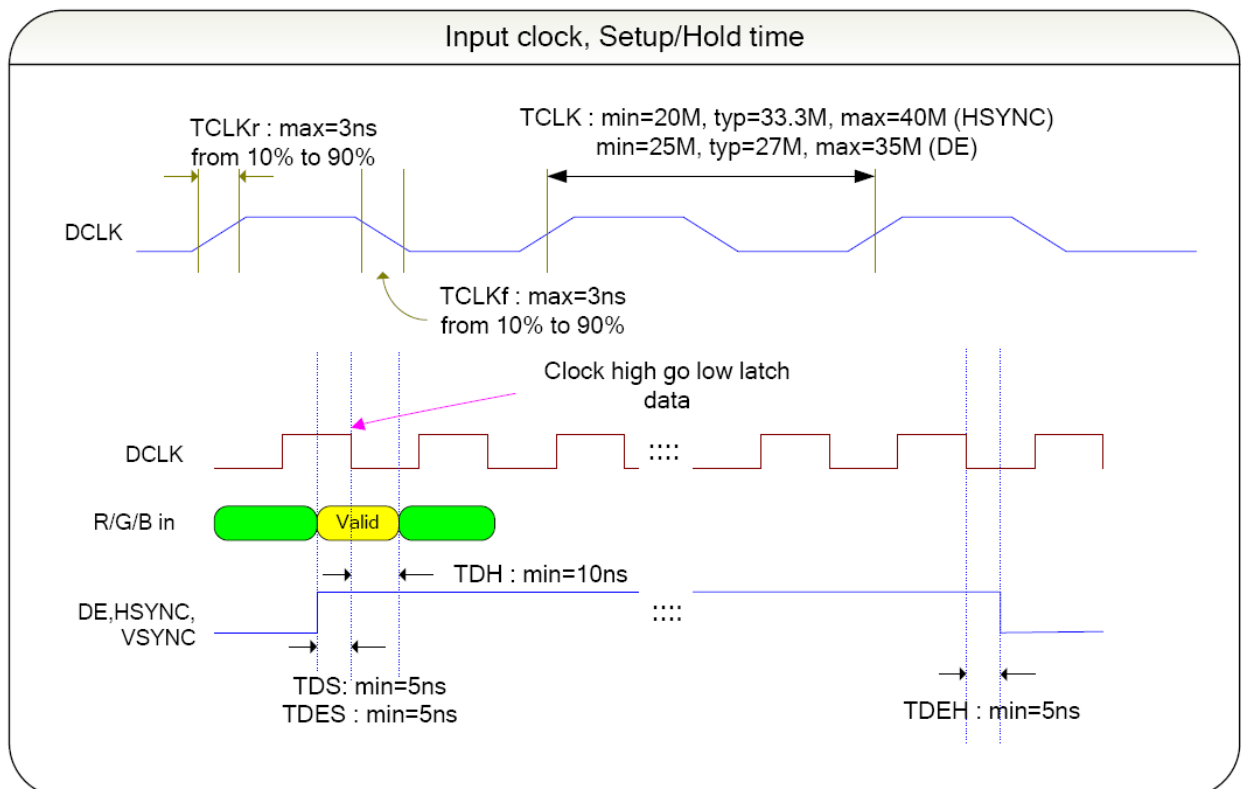 Input clock, Setup/Hold time
TCLKr : max=3ns
from 10% to 90%
TCLK : min=20M, typ=33.3M, max=40M (HSYNC)
min=25M, typ=27M, max=35M (DE)
DCLK
TCLKf : max=3ns
from 10% to 90%
Clock high go low latch
data
DCLK
::::
R/G/B in
Valid
TDH : min=10ns
DE,HSYNC,
VSYNC
::::
TDS: min=5ns
TDES : min=5ns
TDEH : min=5ns